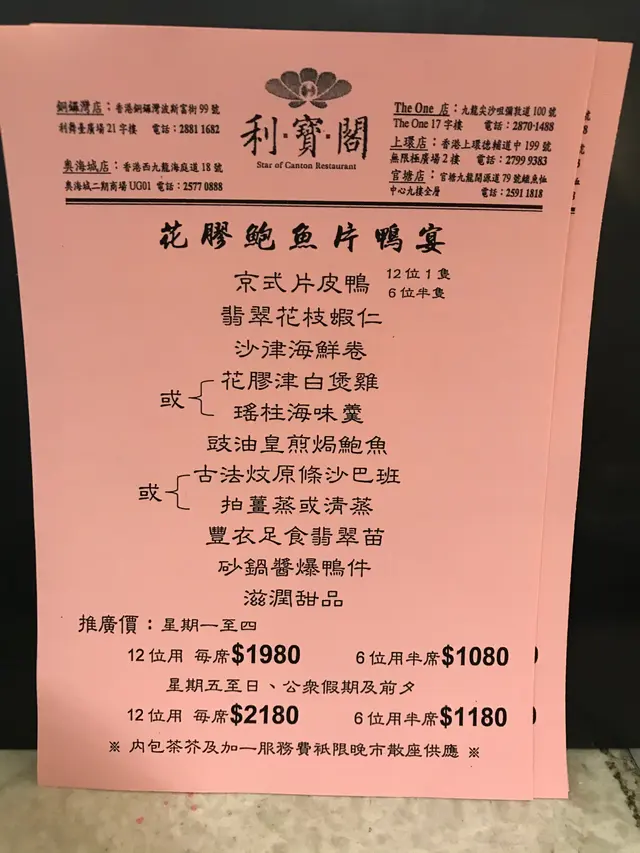 銅鑼灣店：香港銅鑼灣波斯富街99號
利舞臺廣場21字樓 電話：2881 1682
奧海城店：香港西九龍海庭道18號
奧海城二期商場UG01 電話：2577 0888
利·寶·閣
Star of Canton Restaurant
The One 店：九龍尖沙咀彌敦道100號
The One 17字樓 電話：2870-1488
上環店：香港上環德輔道中199號
無限極廣場2樓 電話：2799 9383
官塘店：官塘九龍開源道79號鱷魚恤
中心九樓全層 電話：2591 1818
花膠鮑魚片鴨宴
京式片皮鴨 12位1隻
6位半隻
翡翠花枝蝦仁
沙律海鮮卷
或 花膠津白煲雞
瑤柱海味羹
豉油皇煎焗鮑魚
或 古法炆原條沙巴班
拍薑蒸或清蒸
豐衣足食翡翠苗
砂鍋醬爆鴨件
滋潤甜品
推廣價：星期一至四
12位用 每席$1980 6位用半席$1080
星期五至日、公眾假期及前夕
12位用 每席$2180 6位用半席$1180
※ 內包茶芥及加一服務費祇限晚市散座供應 ※